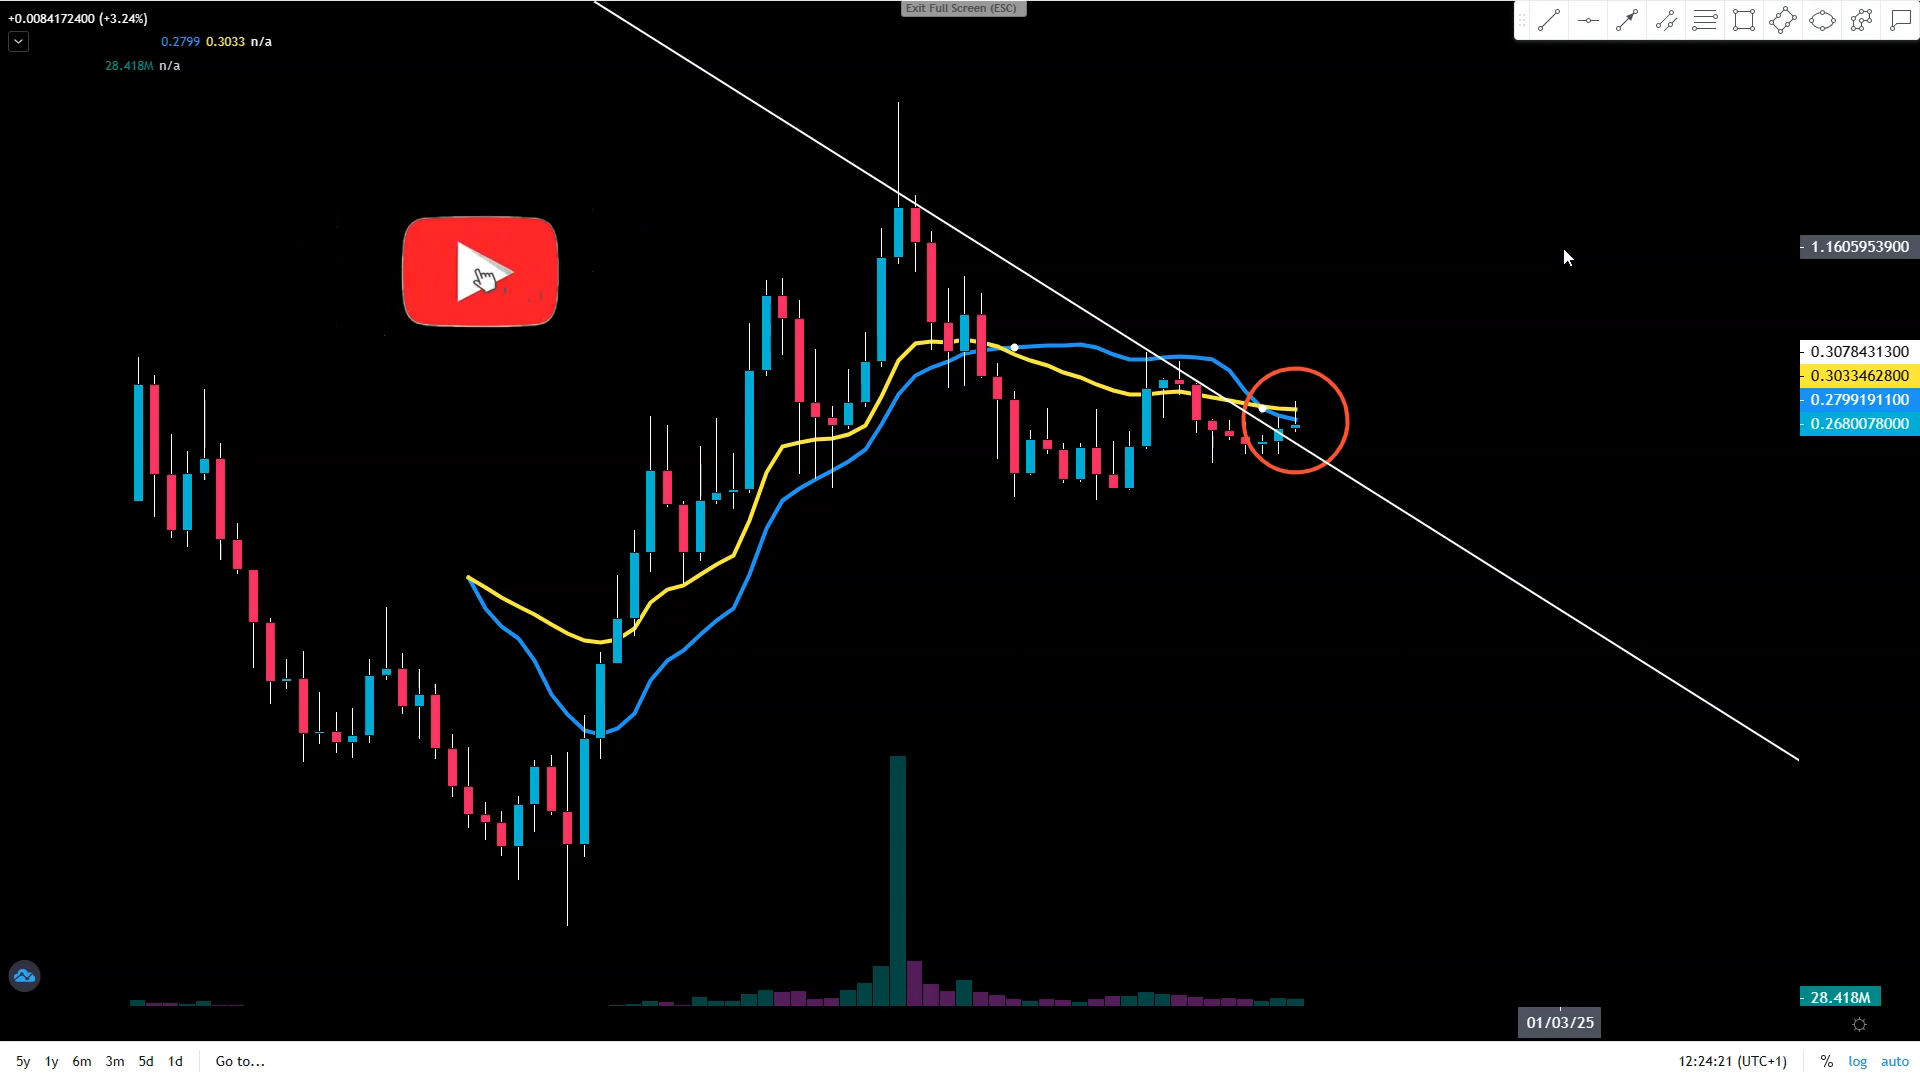 Exit Full Screen (ESC)
+0.0084172400 (+3.24%)
0.2799 0.3033 n/a
28.418M n/a
1.1605953900
0.3078431300
0.3033462800
0.2799191100
0.2680078000
28.418M
01/03/25
5y 1y 6m 3m 5d 1d Go to... 12:24:21 (UTC+1) % log auto